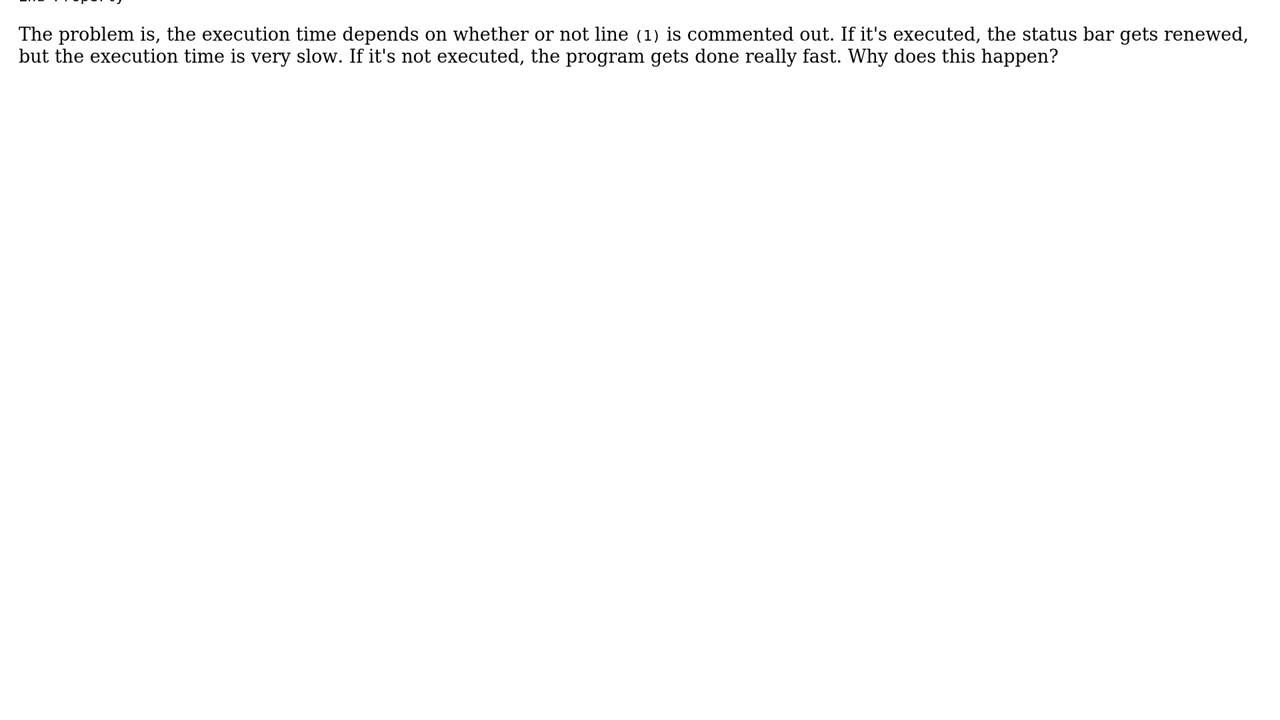 End Property
The problem is, the execution time depends on whether or not line (1) is commented out. If it's executed, the status bar gets renewed,
but the execution time is very slow. If it's not executed, the program gets done really fast. Why does this happen?